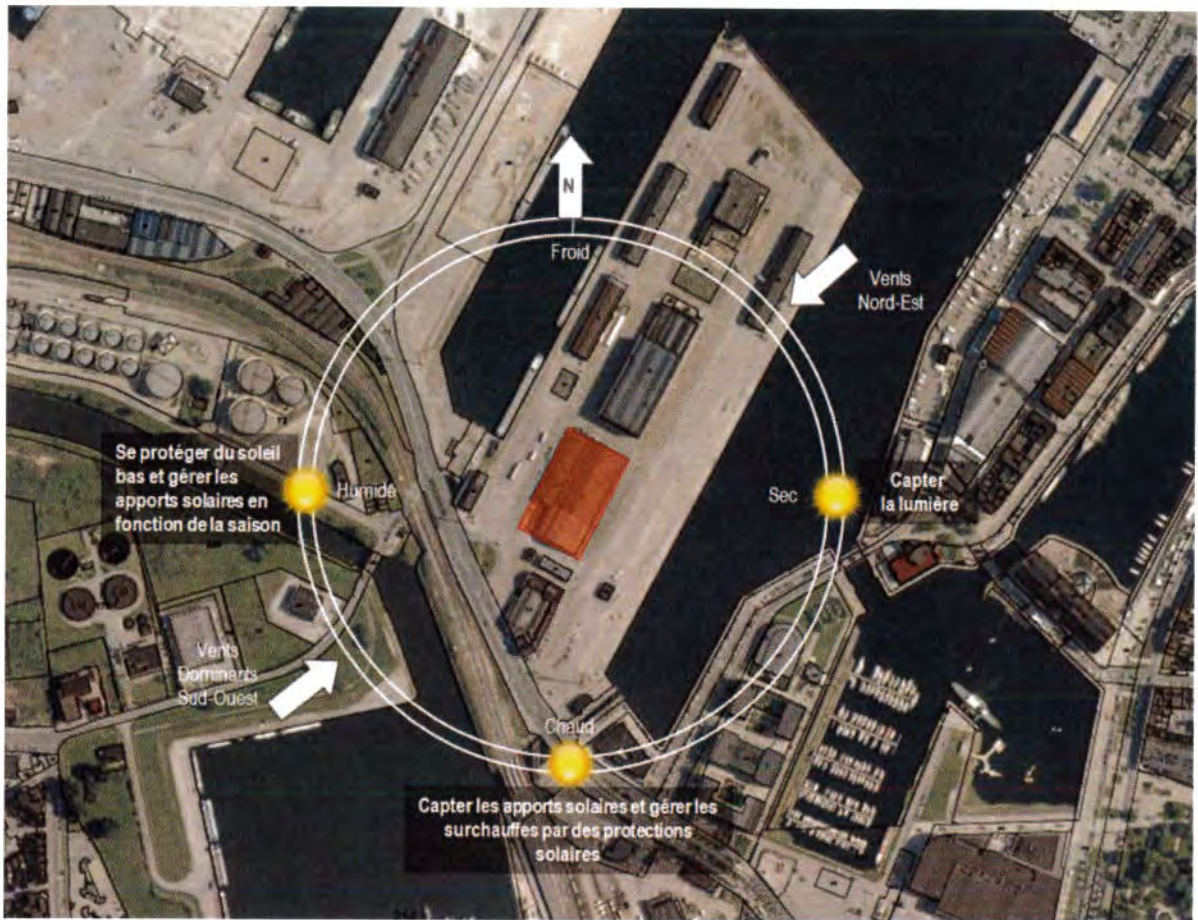 N
Froid
Vents
Nord-Est
Se protéger du soleil
bas et gérer les
apports solaires en
fonction de la saison
Humide
Sec
Capter
la lumière
Vents
Dominants
Sud-Ouest
Chaud
Capter les apports solaires et gérer les
surchauffes par des protections
solaires